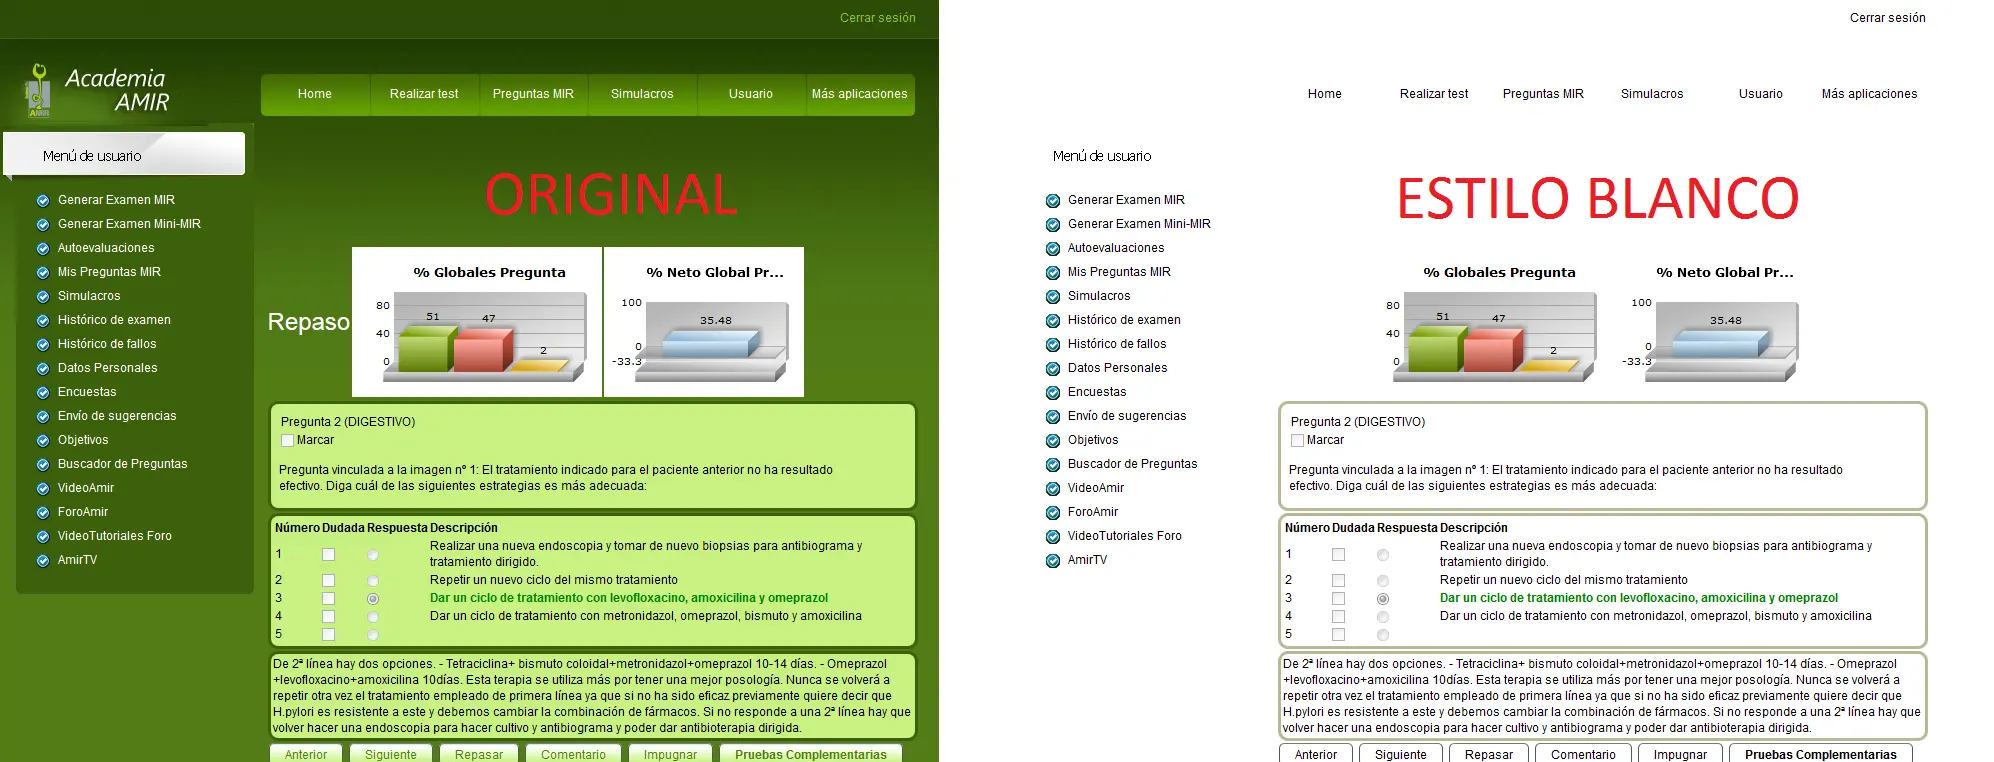 Cerrar sesión
Academia
AMIR
AMIR
Home Realizar test Preguntas MIR Simulacros Usuario Más aplicaciones
Menú de usuario
Generar Examen MIR
Generar Examen Mini-MIR
Autoevaluaciones
Mis Preguntas MIR
Simulacros
Histórico de examen
Histórico de fallos
Datos Personales
Encuestas
Envío de sugerencias
Objetivos
Buscador de Preguntas
VideoAmir
ForoAmir
VideoTutoriales Foro
AmirTV
ORIGINAL
Repaso
% Globales Pregunta
80
40
0
51
47
2
% Neto Global Pr...
100
0
-33.3
35.48
Pregunta 2 (DIGESTIVO)
Marcar
Pregunta vinculada a la imagen nº 1: El tratamiento indicado para el paciente anterior no ha resultado
efectivo. Diga cuál de las siguientes estrategias es más adecuada:
Número Dudada Respuesta Descripción
1 Realizar una nueva endoscopia y tomar de nuevo biopsias para antibiograma y
tratamiento dirigido.
2 Repetir un nuevo ciclo del mismo tratamiento
3 Dar un ciclo de tratamiento con levofloxacino, amoxicilina y omeprazol
4 Dar un ciclo de tratamiento con metronidazol, omeprazol, bismuto y amoxicilina
5
De 2ª línea hay dos opciones. - Tetraciclina+ bismuto coloidal+metronidazol+omeprazol 10-14 días. - Omeprazol
+levofloxacino+amoxicilina 10días. Esta terapia se utiliza más por tener una mejor posología. Nunca se volverá a
repetir otra vez el tratamiento empleado de primera línea ya que si no ha sido eficaz previamente quiere decir que
H.pylori es resistente a este y debemos cambiar la combinación de fármacos. Si no responde a una 2ª línea hay que
volver hacer una endoscopia para hacer cultivo y antibiograma y poder dar antibioterapia dirigida.
Anterior Siguiente Repasar Comentario Impugnar Pruebas Complementarias
Cerrar sesión
Home Realizar test Preguntas MIR Simulacros Usuario Más aplicaciones
Menú de usuario
Generar Examen MIR
Generar Examen Mini-MIR
Autoevaluaciones
Mis Preguntas MIR
Simulacros
Histórico de examen
Histórico de fallos
Datos Personales
Encuestas
Envío de sugerencias
Objetivos
Buscador de Preguntas
VideoAmir
ForoAmir
VideoTutoriales Foro
AmirTV
ESTILO BLANCO
% Globales Pregunta
80
40
0
51
47
2
% Neto Global Pr...
100
0
-33.3
35.48
Pregunta 2 (DIGESTIVO)
Marcar
Pregunta vinculada a la imagen nº 1: El tratamiento indicado para el paciente anterior no ha resultado
efectivo. Diga cuál de las siguientes estrategias es más adecuada:
Número Dudada Respuesta Descripción
1 Realizar una nueva endoscopia y tomar de nuevo biopsias para antibiograma y
tratamiento dirigido.
2 Repetir un nuevo ciclo del mismo tratamiento
3 Dar un ciclo de tratamiento con levofloxacino, amoxicilina y omeprazol
4 Dar un ciclo de tratamiento con metronidazol, omeprazol, bismuto y amoxicilina
5
De 2ª línea hay dos opciones. - Tetraciclina+ bismuto coloidal+metronidazol+omeprazol 10-14 días. - Omeprazol
+levofloxacino+amoxicilina 10días. Esta terapia se utiliza más por tener una mejor posología. Nunca se volverá a
repetir otra vez el tratamiento empleado de primera línea ya que si no ha sido eficaz previamente quiere decir que
H.pylori es resistente a este y debemos cambiar la combinación de fármacos. Si no responde a una 2ª línea hay que
volver hacer una endoscopia para hacer cultivo y antibiograma y poder dar antibioterapia dirigida.
Anterior Siguiente Repasar Comentario Impugnar Pruebas Complementarias